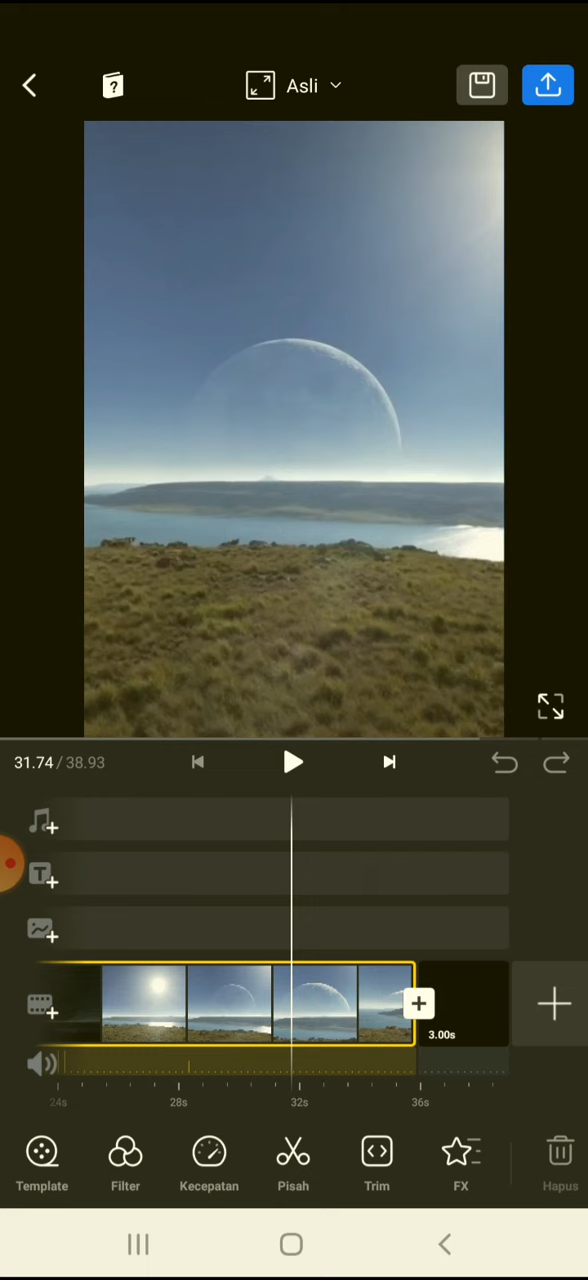 Asli
31.74 / 38.93
3.00s
24s 28s 32s 36s
Template Filter Kecepatan Pisah Trim FX Hapus